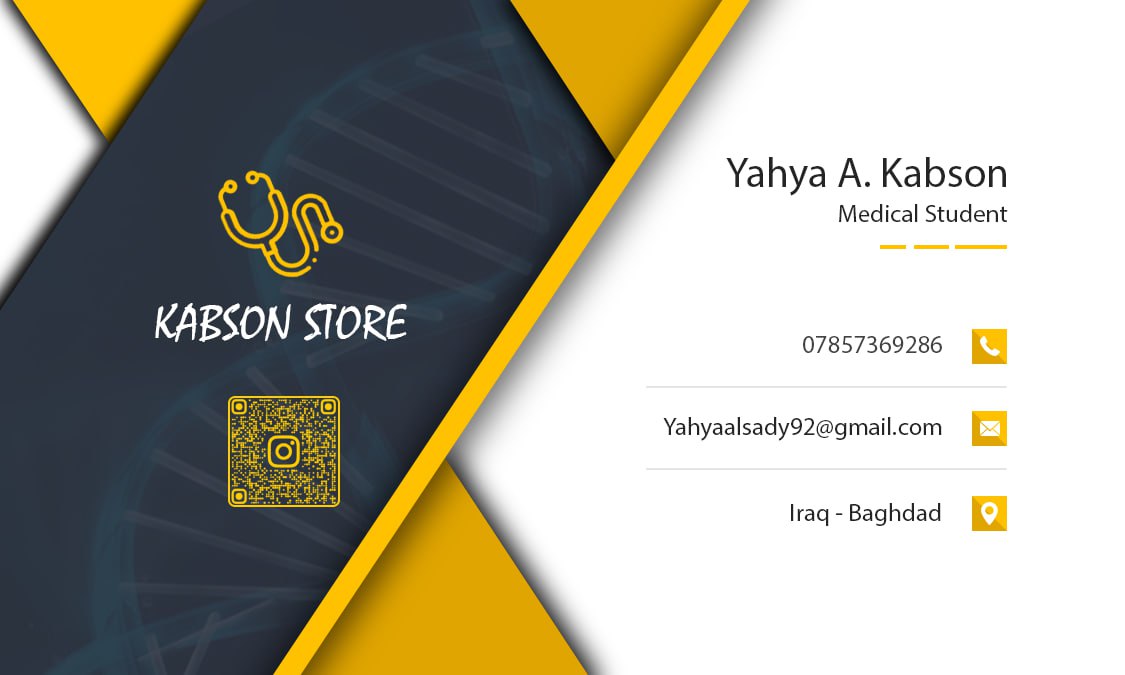 KABSON STORE
Yahya A. Kabson
Medical Student
07857369286
Yahyaalsady92@gmail.com
Iraq - Baghdad